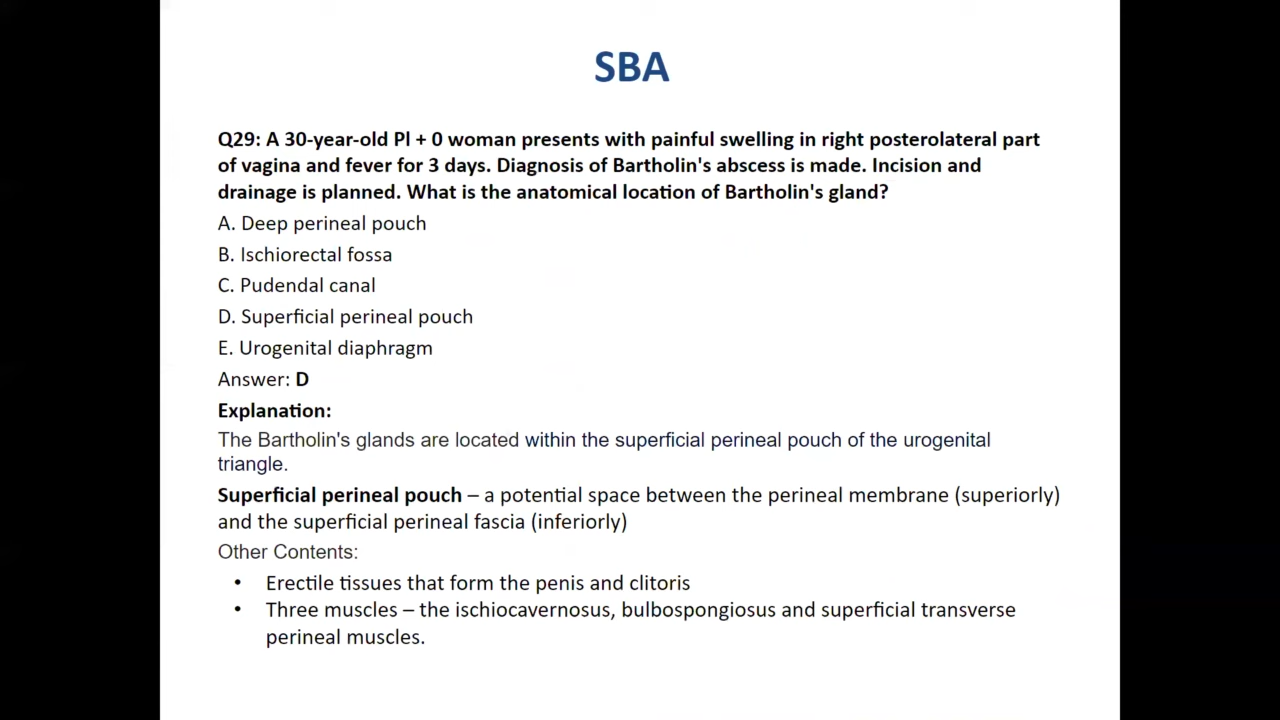 SBA
Q29: A 30-year-old Pl + 0 woman presents with painful swelling in right posterolateral part
of vagina and fever for 3 days. Diagnosis of Bartholin's abscess is made. Incision and
drainage is planned. What is the anatomical location of Bartholin's gland?
A. Deep perineal pouch
B. Ischiorectal fossa
C. Pudendal canal
D. Superficial perineal pouch
E. Urogenital diaphragm
Answer: D
Explanation:
The Bartholin's glands are located within the superficial perineal pouch of the urogenital
triangle.
Superficial perineal pouch – a potential space between the perineal membrane (superiorly)
and the superficial perineal fascia (inferiorly)
Other Contents:
• Erectile tissues that form the penis and clitoris
• Three muscles – the ischiocavernosus, bulbospongiosus and superficial transverse
perineal muscles.